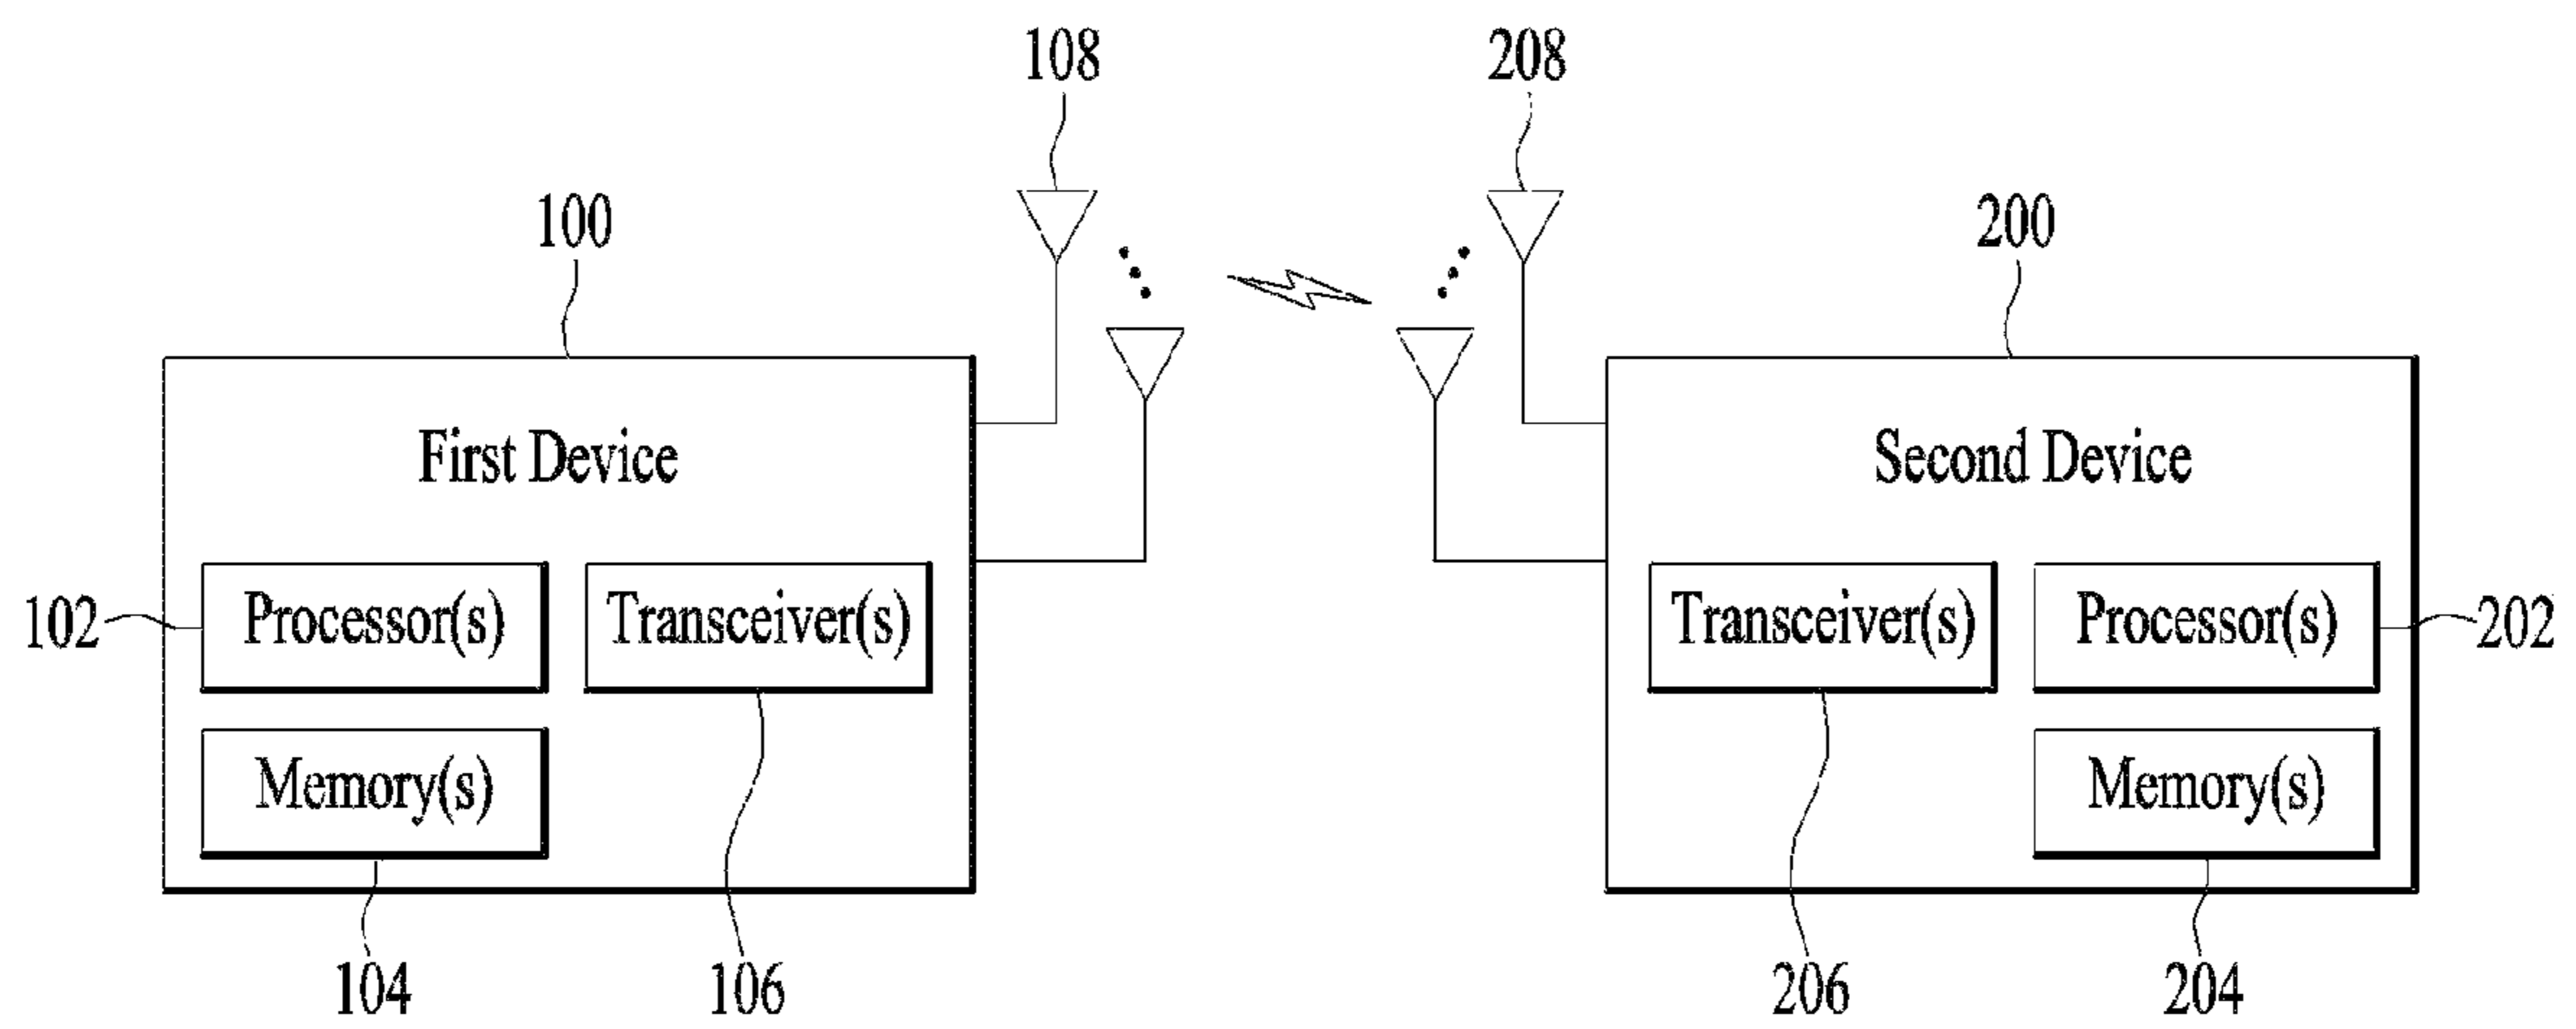 108
208
100
200
First Device
Second Device
102
Processor(s)
Transceiver(s)
Transceiver(s)
Processor(s)
202
Memory(s)
Memory(s)
104
106
206
204